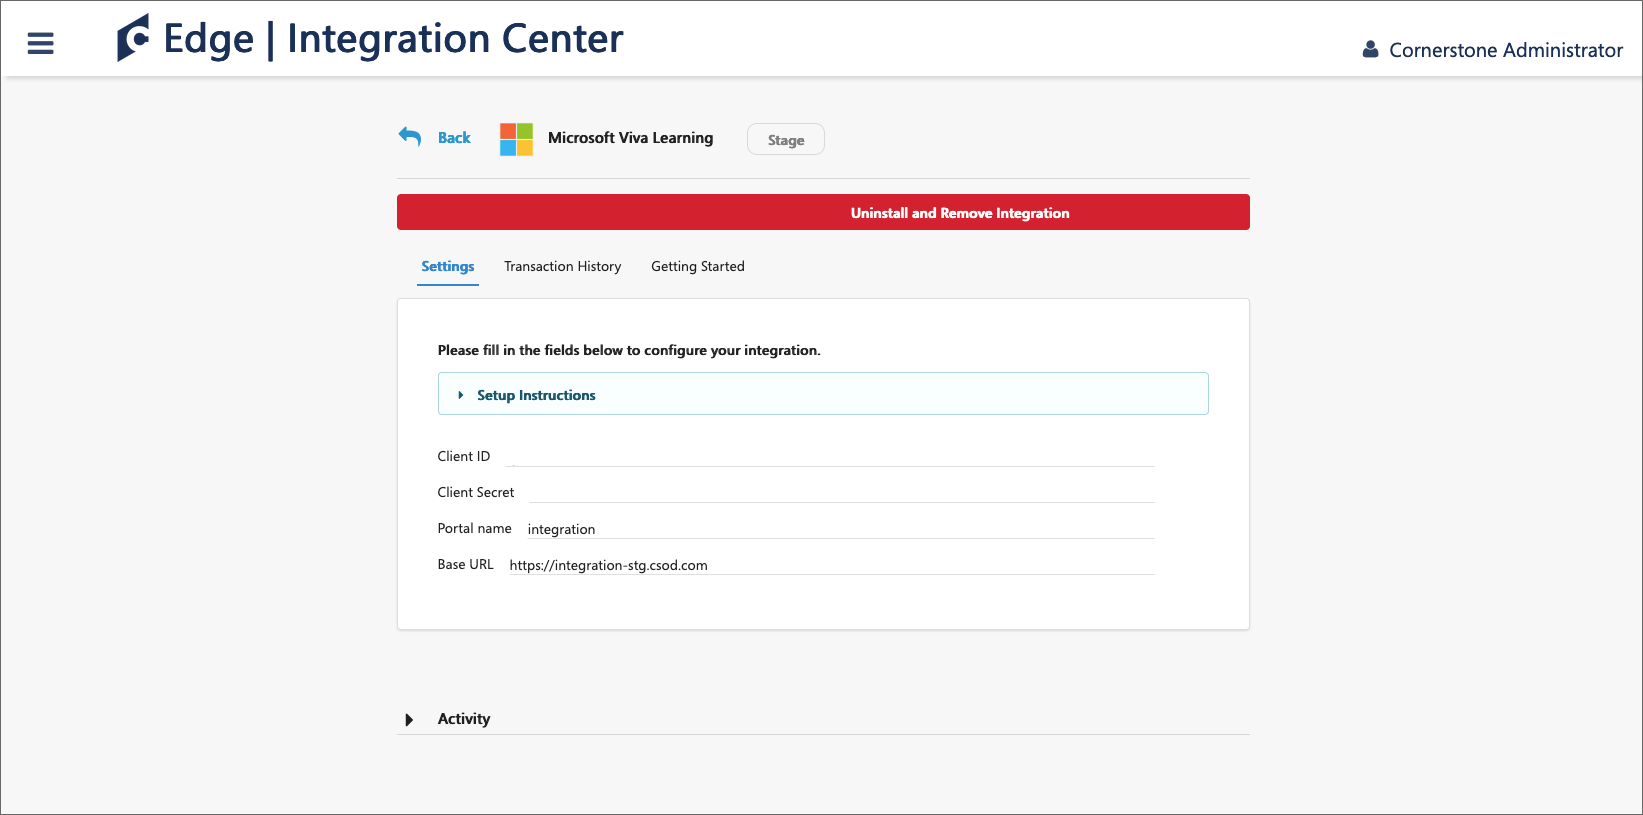 Edge | Integration Center
Cornerstone Administrator
Back
Microsoft Viva Learning
Stage
Uninstall and Remove Integration
Settings
Transaction History
Getting Started
Please fill in the fields below to configure your integration.
Setup Instructions
Client ID
Client Secret
Portal name integration
Base URL https://integration-stg.csod.com
Activity